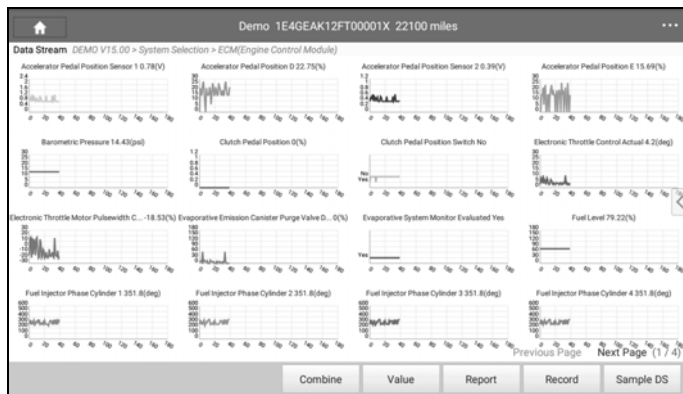 Demo 1E4GEAK12FT00001X 22100 miles
Data Stream DEMO V15.00 > System Selection > ECM(Engine Control Module)
Accelerator Pedal Position Sensor 1 0.78(V)
Accelerator Pedal Position D 22.75(%)
Accelerator Pedal Position Sensor 2 0.39(V)
Accelerator Pedal Position E 15.69(%)
Barometric Pressure 14.43(psi)
Clutch Pedal Position 0(%)
Clutch Pedal Position Switch No
Electronic Throttle Control Actual 4.2(deg)
Electronic Throttle Motor Pulsewidth C... -18.53(%)
Evaporative Emission Canister Purge Valve D... 0(%)
Evaporative System Monitor Evaluated Yes
Fuel Level 79.22(%)
Fuel Injector Phase Cylinder 1 351.8(deg)
Fuel Injector Phase Cylinder 2 351.8(deg)
Fuel Injector Phase Cylinder 3 351.8(deg)
Fuel Injector Phase Cylinder 4 351.8(deg)
Previous Page Next Page (1 / 4)
Combine Value Report Record Sample DS